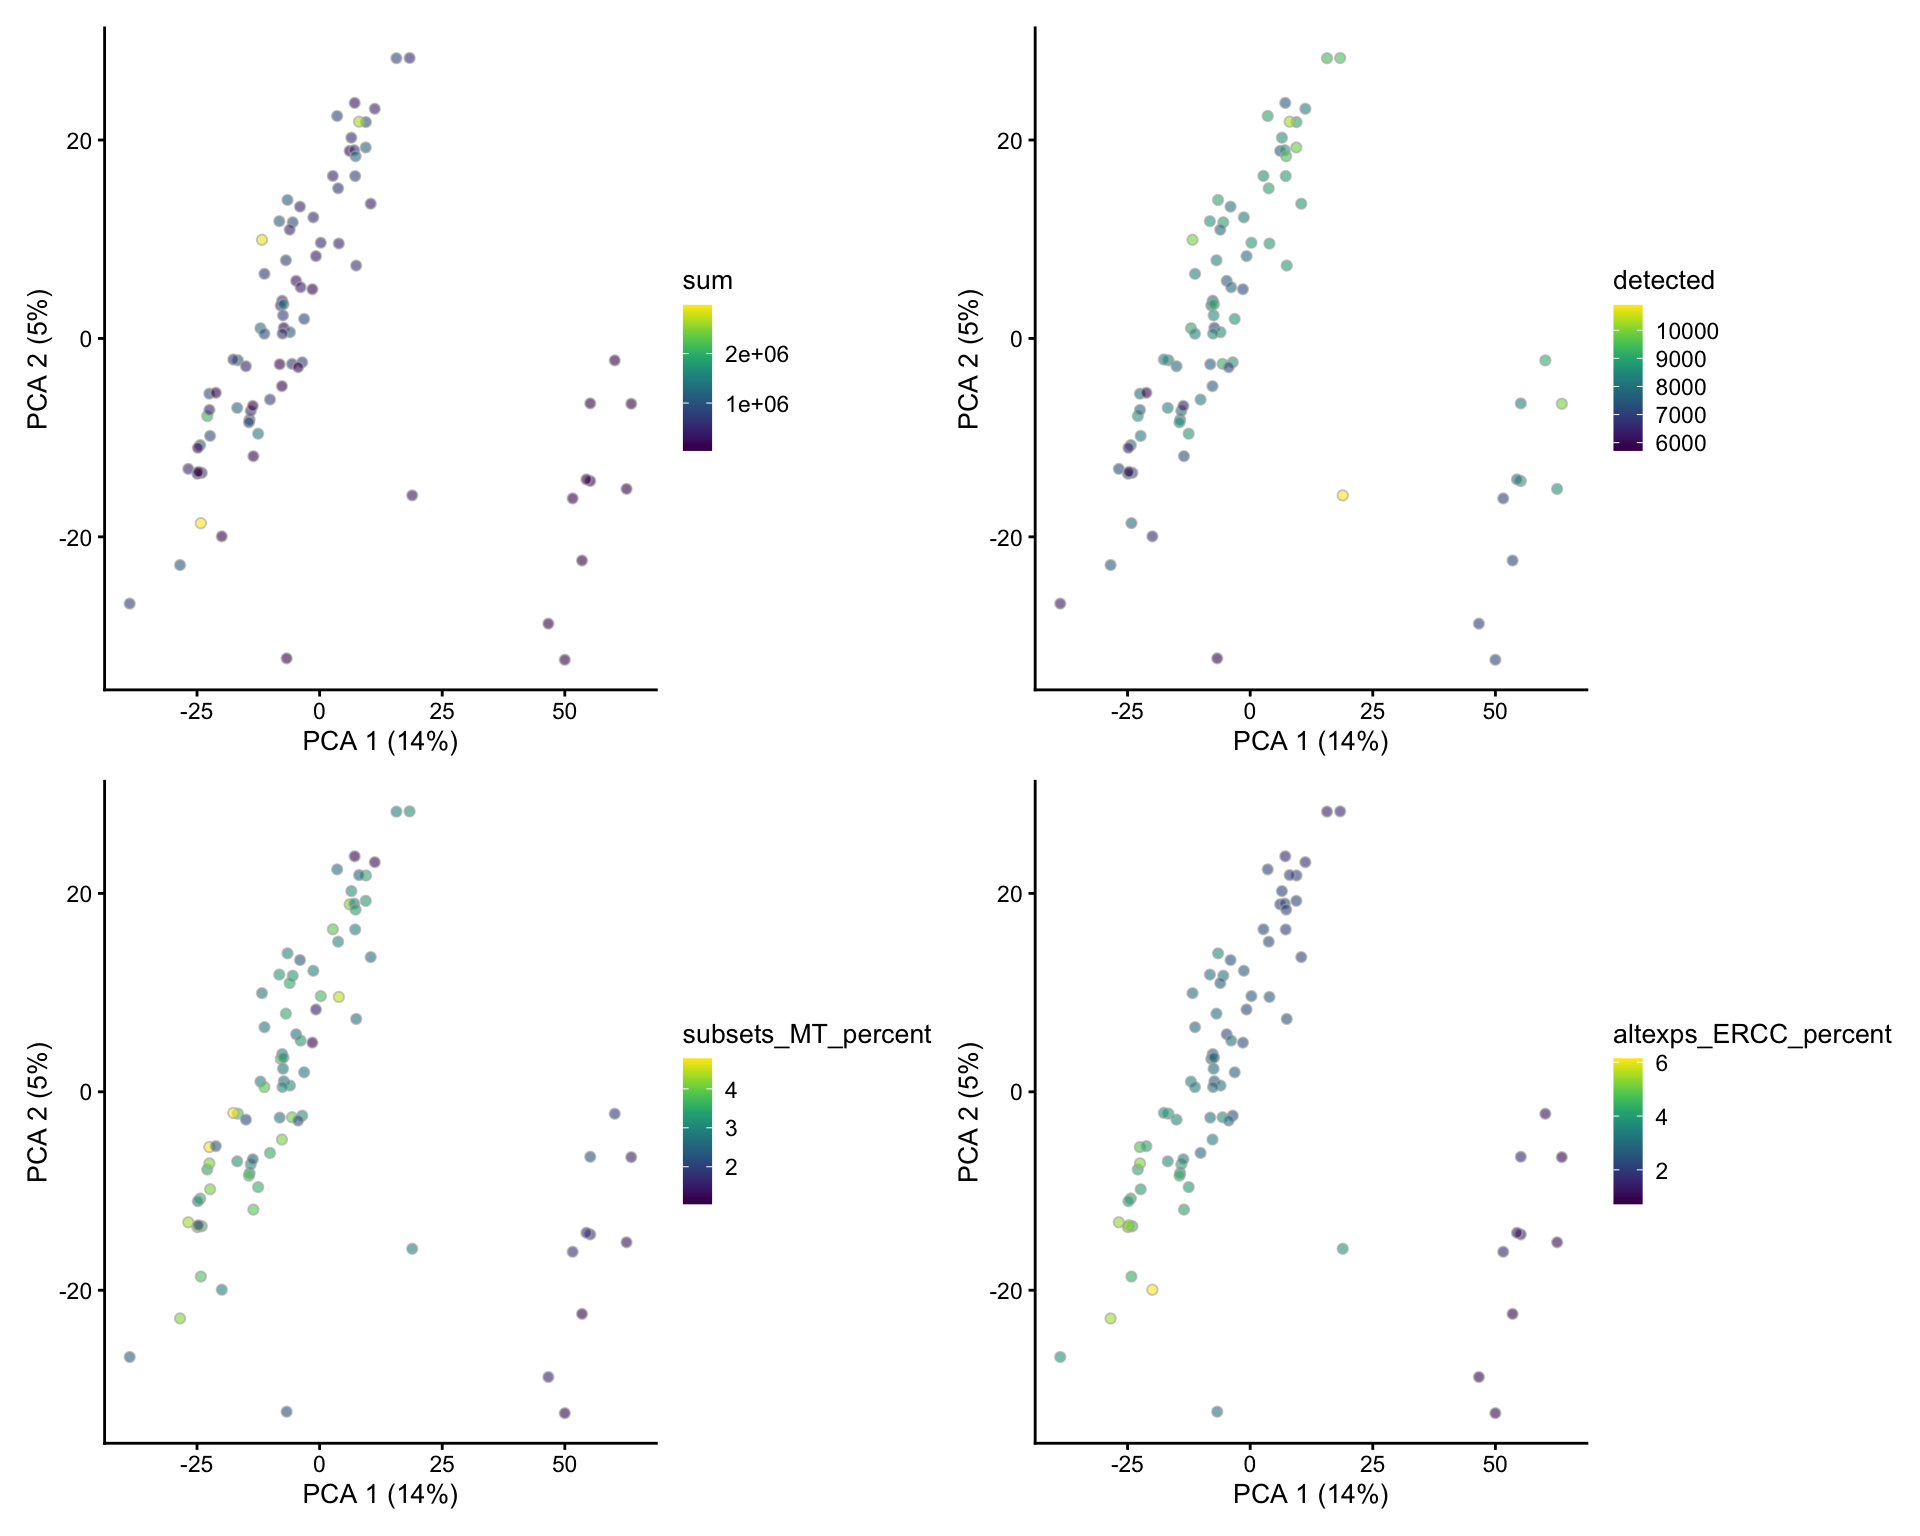 20
0
-20
PCA 2 (5%)
-25 0 25 50
PCA 1 (14%)
sum
2e+06
1e+06
20
0
-20
PCA 2 (5%)
-25 0 25 50
PCA 1 (14%)
detected
10000
9000
8000
7000
6000
20
0
-20
PCA 2 (5%)
-25 0 25 50
PCA 1 (14%)
subsets_MT_percent
4
3
2
20
0
-20
PCA 2 (5%)
-25 0 25 50
PCA 1 (14%)
altexps_ERCC_percent
6
4
2